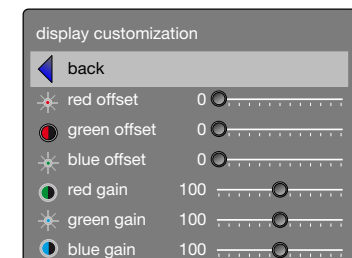 display customization
back
red offset 0
green offset 0
blue offset 0
red gain 100
green gain 100
blue gain 100